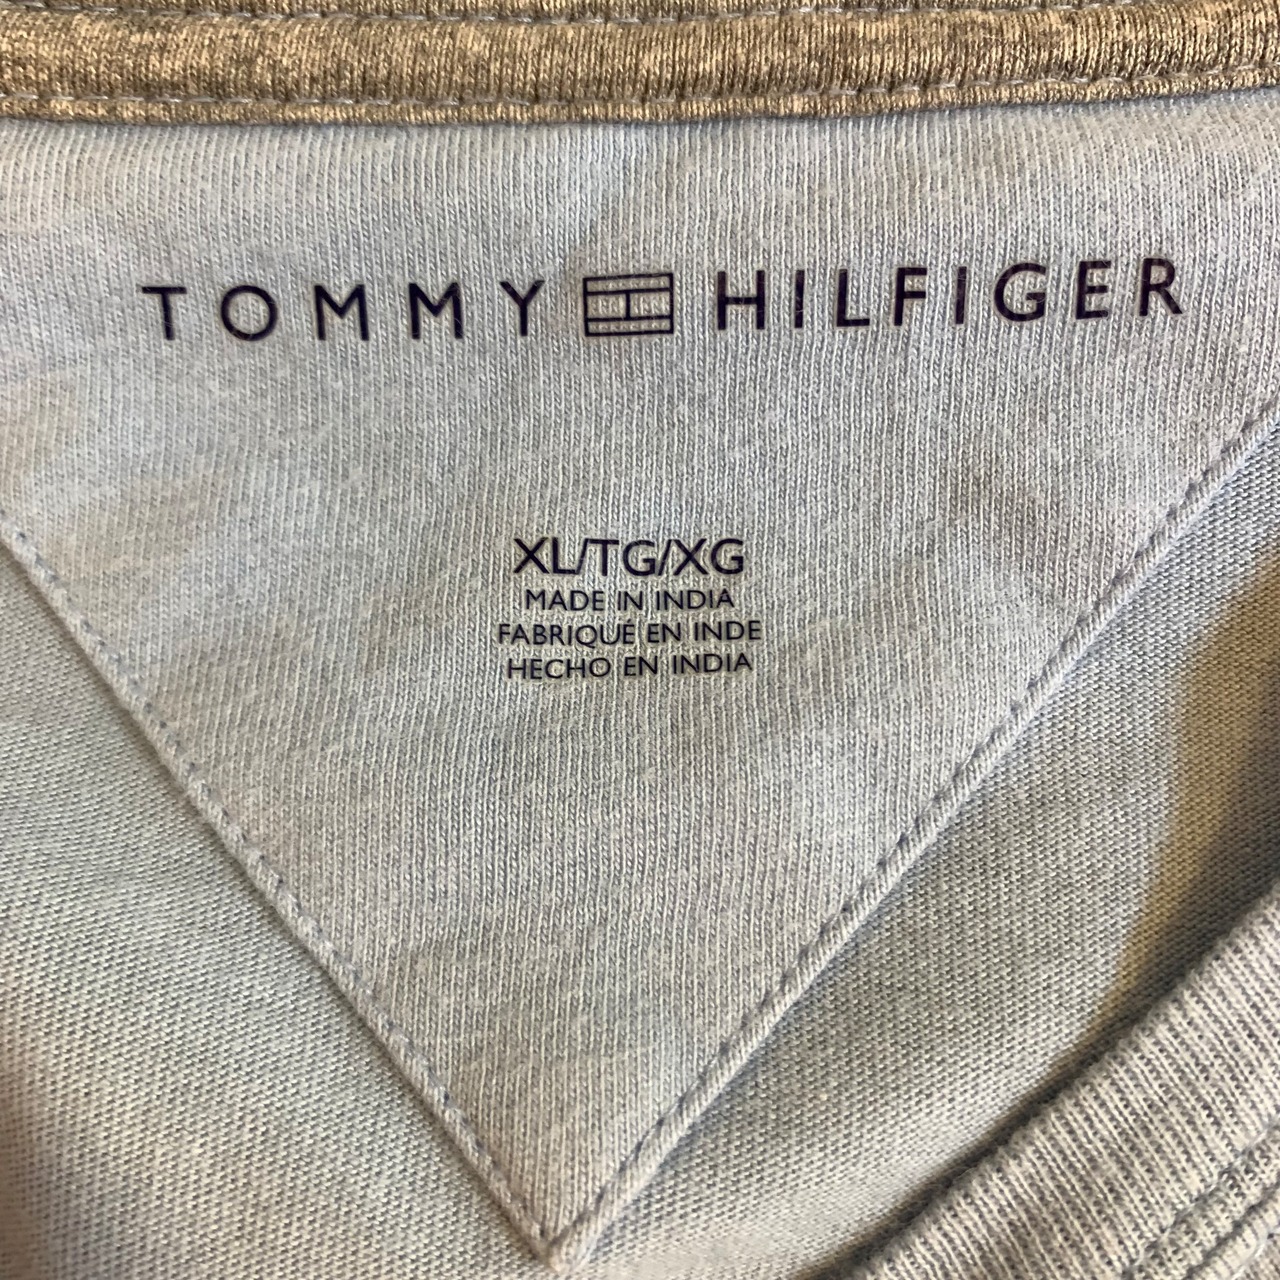 TOMMY HILFIGER
XL/TG/XG
MADE IN INDIA
FABRIQUÉ EN INDE
HECHO EN INDIA